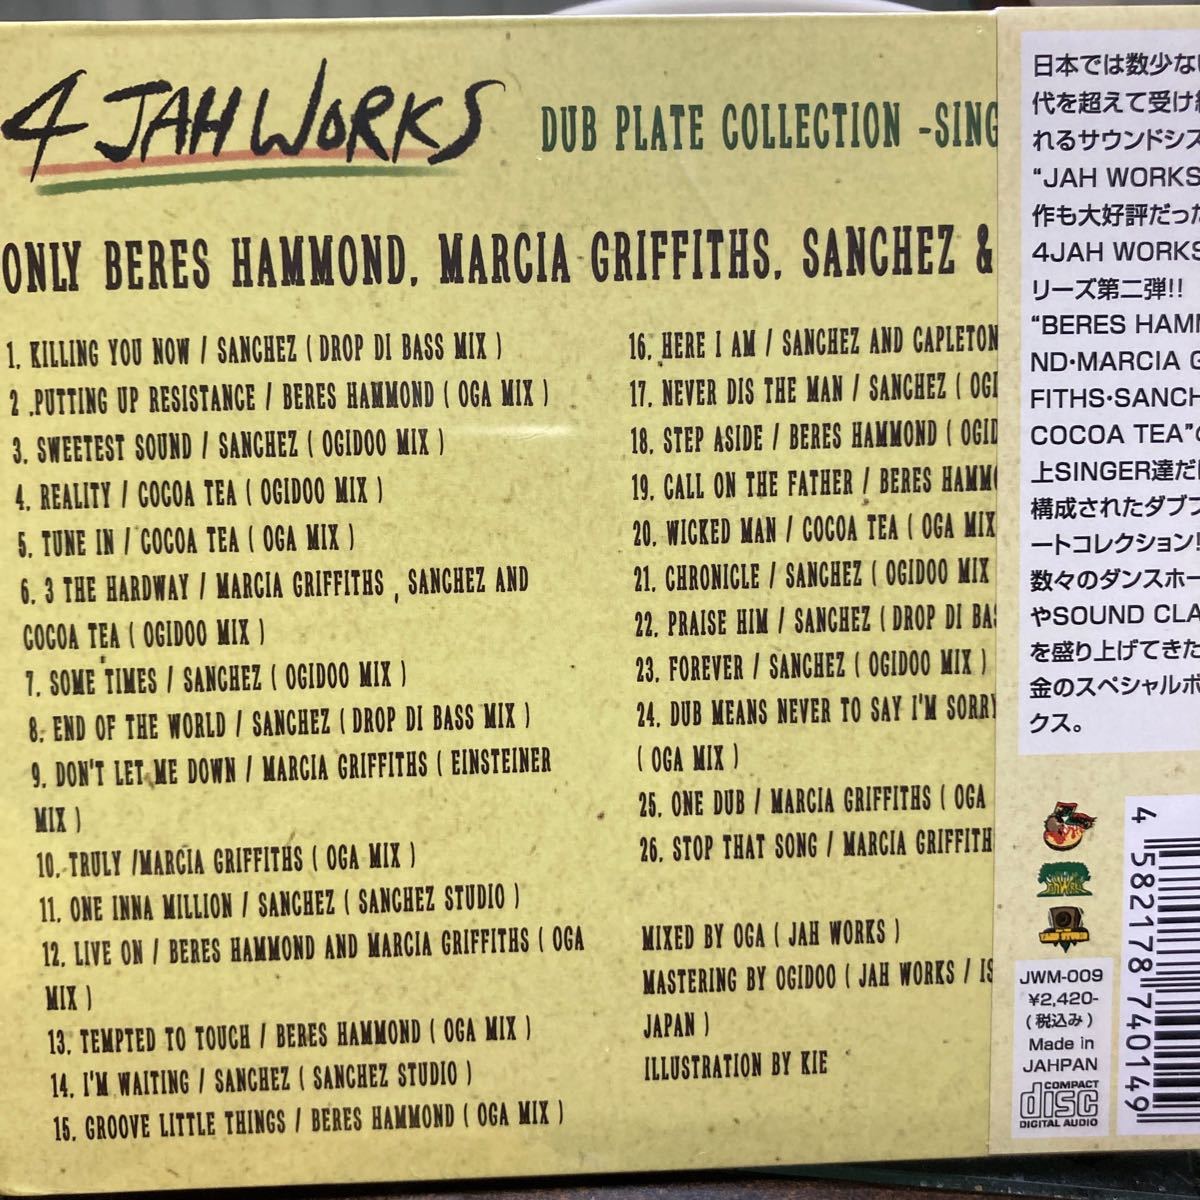 4 JAH WORKS
DUB PLATE COLLECTION -SING
ONLY BERES HAMMOND, MARCIA GRIFFITHS, SANCHEZ &
1. KILLING YOU NOW / SANCHEZ ( DROP DI BASS MIX )
2 .PUTTING UP RESISTANCE / BERES HAMMOND ( OGA MIX )
3. SWEETEST SOUND / SANCHEZ ( OGIDOO MIX )
4. REALITY / COCOA TEA ( OGIDOO MIX )
5. TUNE IN / COCOA TEA ( OGA MIX )
6. 3 THE HARDWAY / MARCIA GRIFFITHS , SANCHEZ AND
COCOA TEA ( OGIDOO MIX )
7. SOME TIMES / SANCHEZ ( OGIDOO MIX )
8. END OF THE WORLD / SANCHEZ ( DROP DI BASS MIX )
9. DON'T LET ME DOWN / MARCIA GRIFFITHS ( EINSTEINER
MIX )
10. TRULY /MARCIA GRIFFITHS ( OGA MIX )
11. ONE INNA MILLION / SANCHEZ ( SANCHEZ STUDIO )
12. LIVE ON / BERES HAMMOND AND MARCIA GRIFFITHS ( OGA
MIX )
13. TEMPTED TO TOUCH / BERES HAMMOND ( OGA MIX )
14. I'M WAITING / SANCHEZ ( SANCHEZ STUDIO )
15. GROOVE LITTLE THINGS / BERES HAMMOND ( OGA MIX )
16. HERE I AM / SANCHEZ AND CAPLETON
17. NEVER DIS THE MAN / SANCHEZ ( OGI
18. STEP ASIDE / BERES HAMMOND ( OGID
19. CALL ON THE FATHER / BERES HAMMO
20. WICKED MAN / COCOA TEA ( OGA MIX
21. CHRONICLE / SANCHEZ ( OGIDOO MIX
22. PRAISE HIM / SANCHEZ ( DROP DI BAS
23. FOREVER / SANCHEZ ( OGIDOO MIX )
24. DUB MEANS NEVER TO SAY I'M SORRY
( OGA MIX )
25. ONE DUB / MARCIA GRIFFITHS ( OGA
26. STOP THAT SONG / MARCIA GRIFFITH
MIXED BY OGA ( JAH WORKS )
MASTERING BY OGIDOO ( JAH WORKS / IS
JAPAN )
ILLUSTRATION BY KIE
日本では数少な
代を超えて受け
れるサウンドシス
“JAH WORKS
作も大好評だった
4JAH WORKS
リーズ第二弾!!
“BERES HAMM
ND・MARCIA G
FITHS・SANCH
COCOA TEA”
上SINGER達だ
構成されたダブプ
ートコレクション!
数々のダンスホー
やSOUND CLA
を盛り上げてきた
金のスペシャルボ
クス。
JWM-009
¥2,420-
( 税込み )
Made in
JAHPAN
COMPACT
disc
DIGITAL AUDIO
4 582178 740149